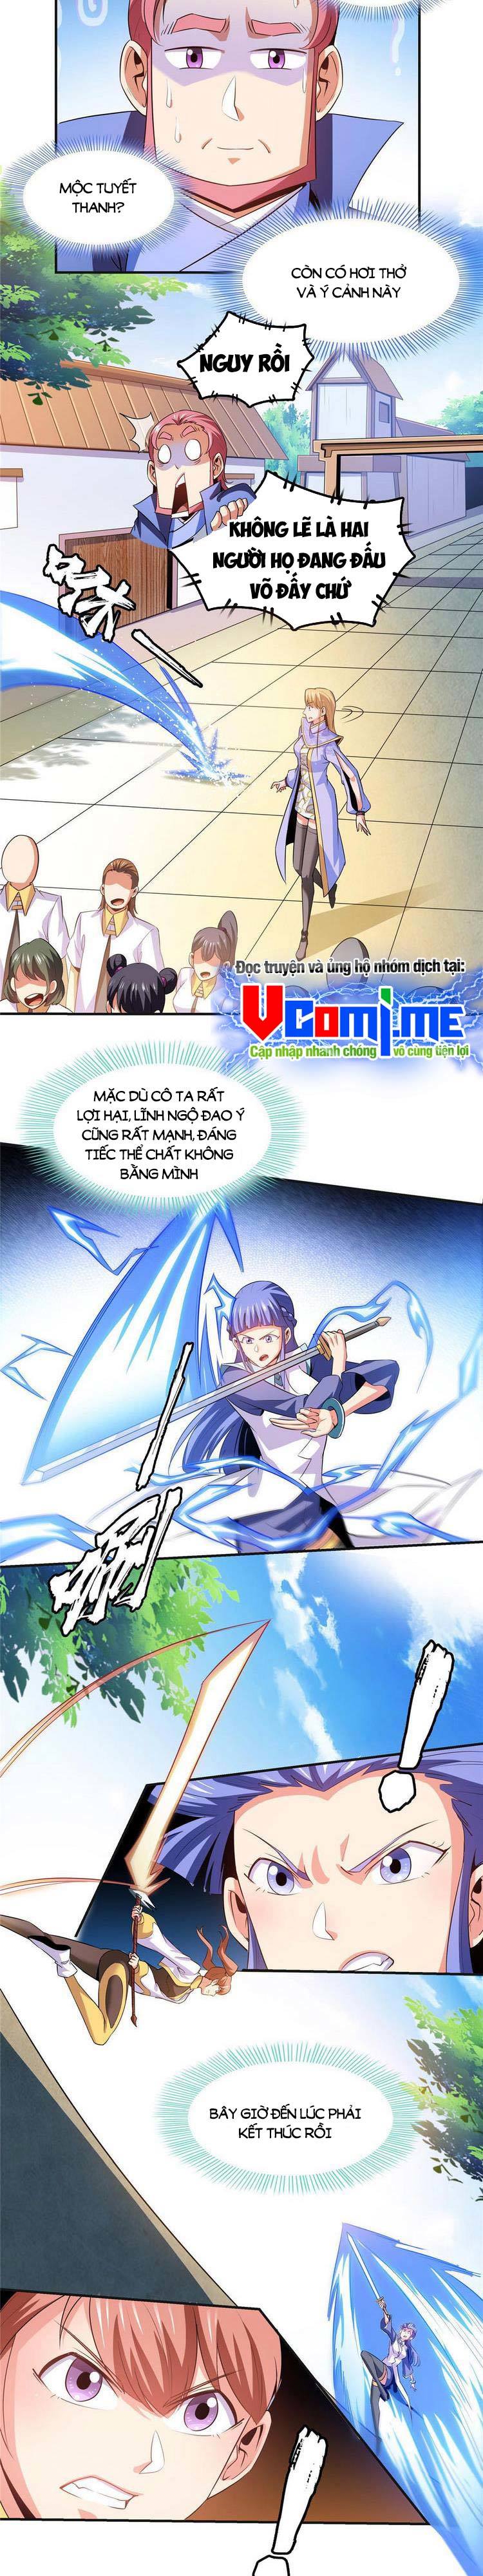 MỘC TUYẾT
THANH?
CÒN CÓ HƠI THỞ
VÀ Ý CẢNH NÀY
NGUY RỒI
KHÔNG LẼ LÀ HAI
NGƯỜI HỌ ĐANG ĐẤU
VÕ ĐẤY CHỨ
Đọc truyện và ủng hộ nhóm dịch tại:
VComi.me
Cập nhập nhanh chóng vô cùng tiện lợi
MẶC DÙ CÔ TA RẤT
LỢI HẠI, LĨNH NGỘ ĐAO Ý
CŨNG RẤT MẠNH, ĐÁNG
TIẾC THỂ CHẤT KHÔNG
BẰNG MÌNH
!
BÂY GIỜ ĐẾN LÚC PHẢI
KẾT THÚC RỒI